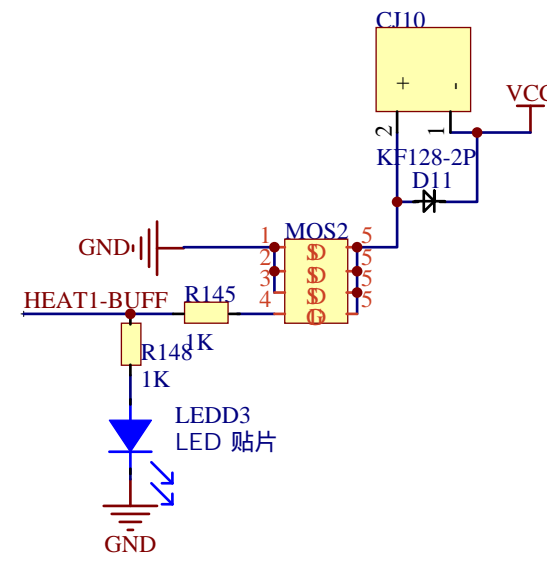 CJ10
+ -
VCC
2 1
KF128-2P
D11
MOS2
GND
1 S D 5
2 S D 5
3 S D 5
4 G 5
HEAT1-BUFF
R145
1K
R148
1K
LEDD3
LED 贴片
GND